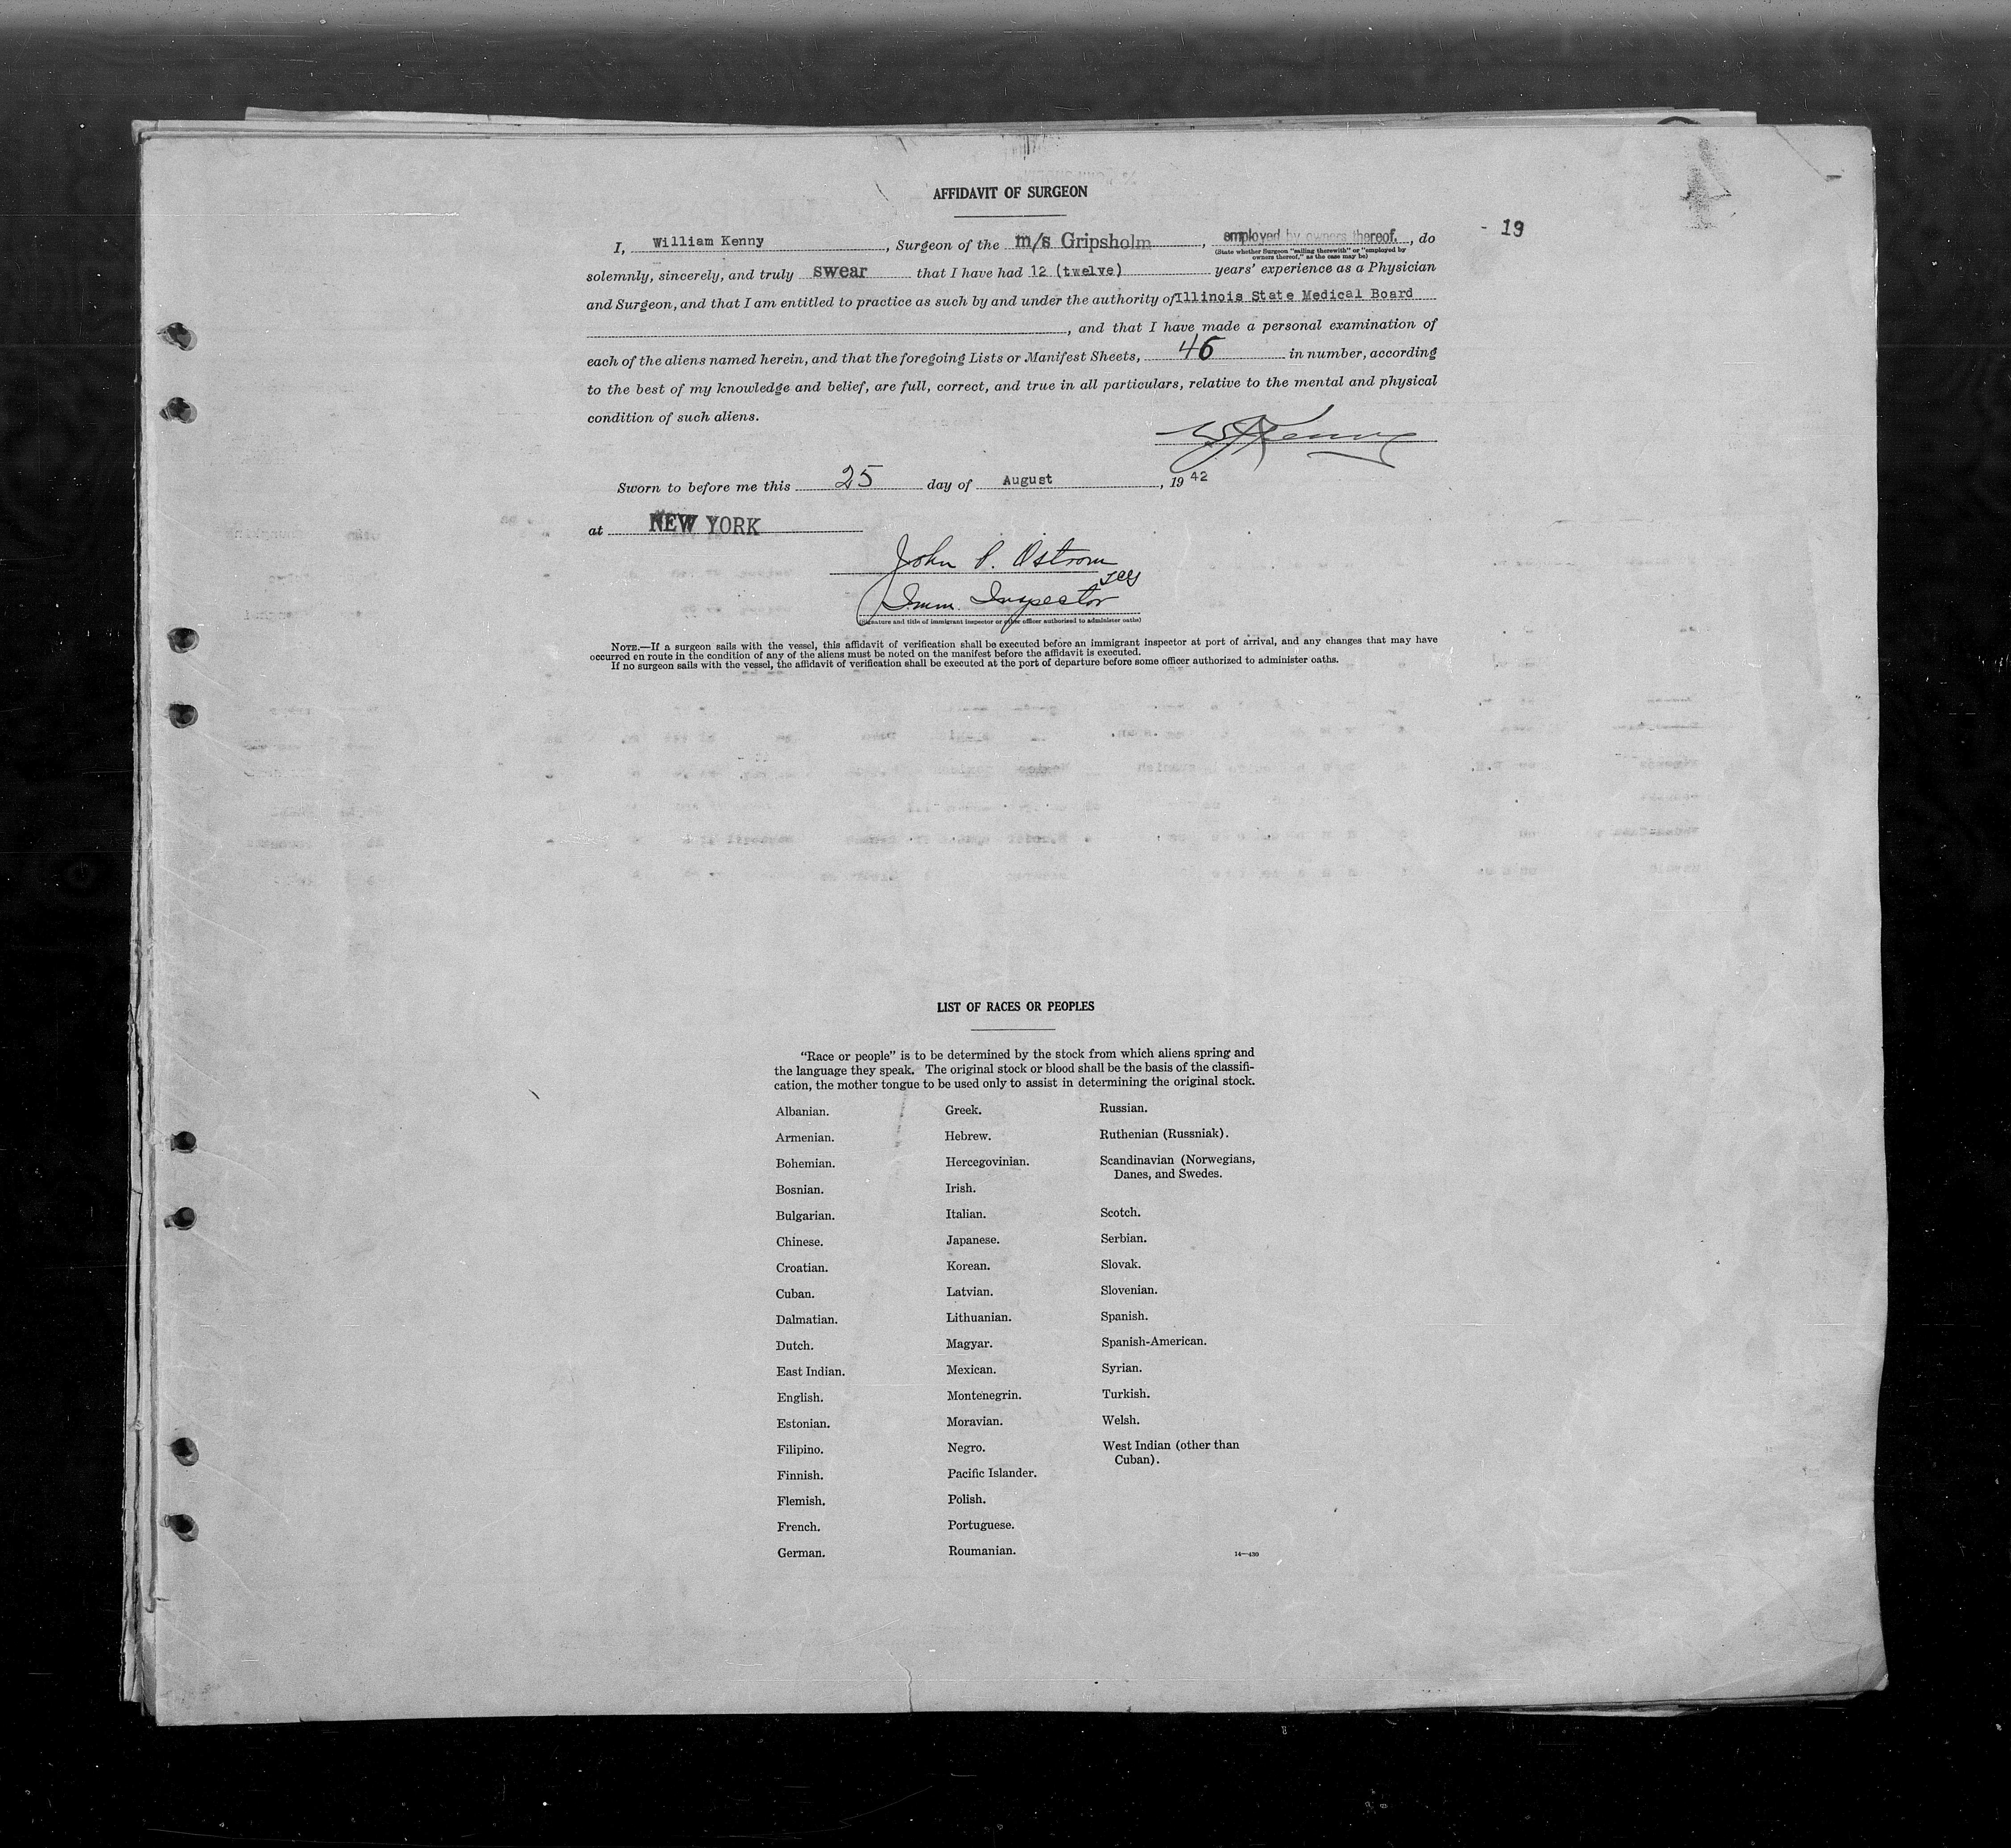 AFFIDAVIT OF SURGEON
I, William Kenny, Surgeon of the m/s Gripsholm, employed by owners thereof., do - 19
(State whether Surgeon "sailing therewith" or "employed by
owners thereof," as the case may be)
solemnly, sincerely, and truly swear that I have had 12 (twelve) years' experience as a Physician
and Surgeon, and that I am entitled to practice as such by and under the authority of Illinois State Medical Board
, and that I have made a personal examination of
each of the aliens named herein, and that the foregoing Lists or Manifest Sheets, 46 in number, according
to the best of my knowledge and belief, are full, correct, and true in all particulars, relative to the mental and physical
condition of such aliens.
Kenny
Sworn to before me this 25 day of August, 19 42
at NEW YORK
John P. Ostrom
Imm. Inspector
(Signature and title of immigrant inspector or other officer authorized to administer oaths)
NOTE.—If a surgeon sails with the vessel, this affidavit of verification shall be executed before an immigrant inspector at port of arrival, and any changes that may have
occurred en route in the condition of any of the aliens must be noted on the manifest before the affidavit is executed.
If no surgeon sails with the vessel, the affidavit of verification shall be executed at the port of departure before some officer authorized to administer oaths.
LIST OF RACES OR PEOPLES
"Race or people" is to be determined by the stock from which aliens spring and
the language they speak. The original stock or blood shall be the basis of the classifi-
cation, the mother tongue to be used only to assist in determining the original stock.
Albanian.
Armenian.
Bohemian.
Bosnian.
Bulgarian.
Chinese.
Croatian.
Cuban.
Dalmatian.
Dutch.
East Indian.
English.
Estonian.
Filipino.
Finnish.
Flemish.
French.
German.
Greek.
Hebrew.
Hercegovinian.
Irish.
Italian.
Japanese.
Korean.
Latvian.
Lithuanian.
Magyar.
Mexican.
Montenegrin.
Moravian.
Negro.
Pacific Islander.
Polish.
Portuguese.
Roumanian.
Russian.
Ruthenian (Russniak).
Scandinavian (Norwegians,
Danes, and Swedes.
Scotch.
Serbian.
Slovak.
Slovenian.
Spanish.
Spanish-American.
Syrian.
Turkish.
Welsh.
West Indian (other than
Cuban).
14—430